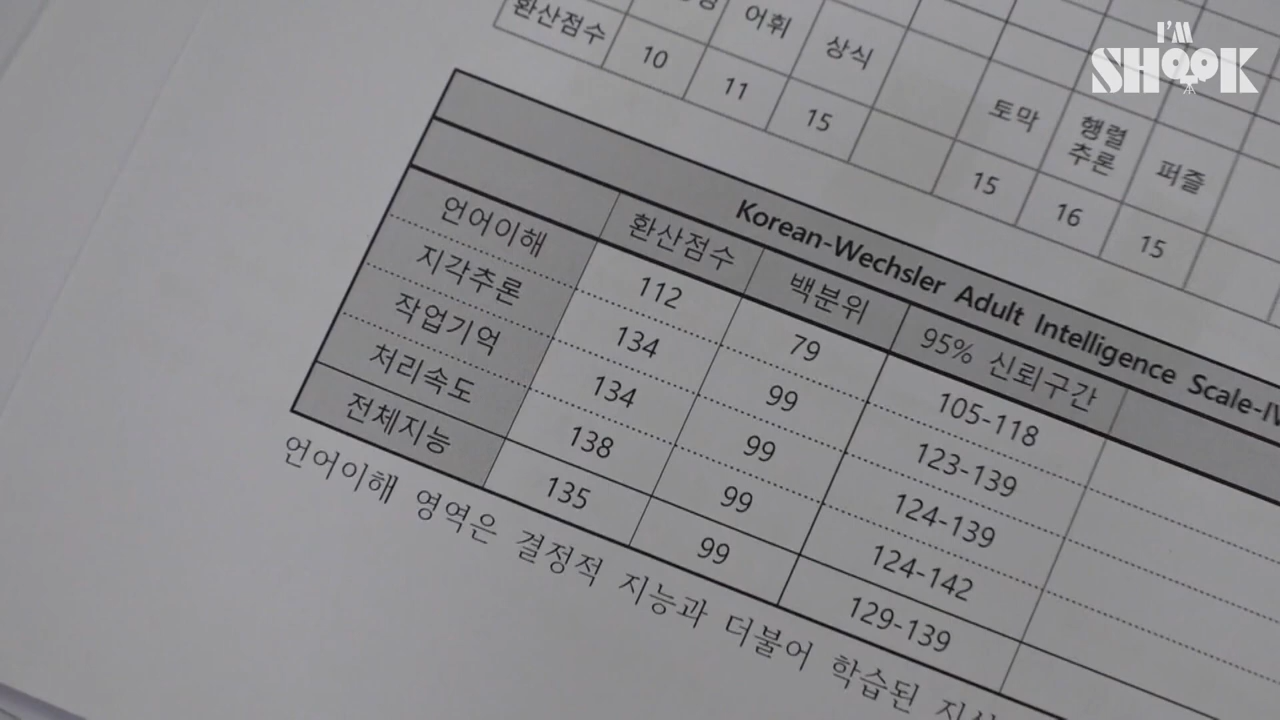 I'M
SHOOK
환산점수 10 11 15 15 16 15
어휘 상식 토막 행렬 추론 퍼즐
Korean-Wechsler Adult Intelligence Scale-IV
환산점수 백분위 95% 신뢰구간
언어이해 112 79 105-118
지각추론 134 99 123-139
작업기억 134 99 124-139
처리속도 138 99 124-142
전체지능 135 99 129-139
언어이해 영역은 결정적 지능과 더불어 학습된